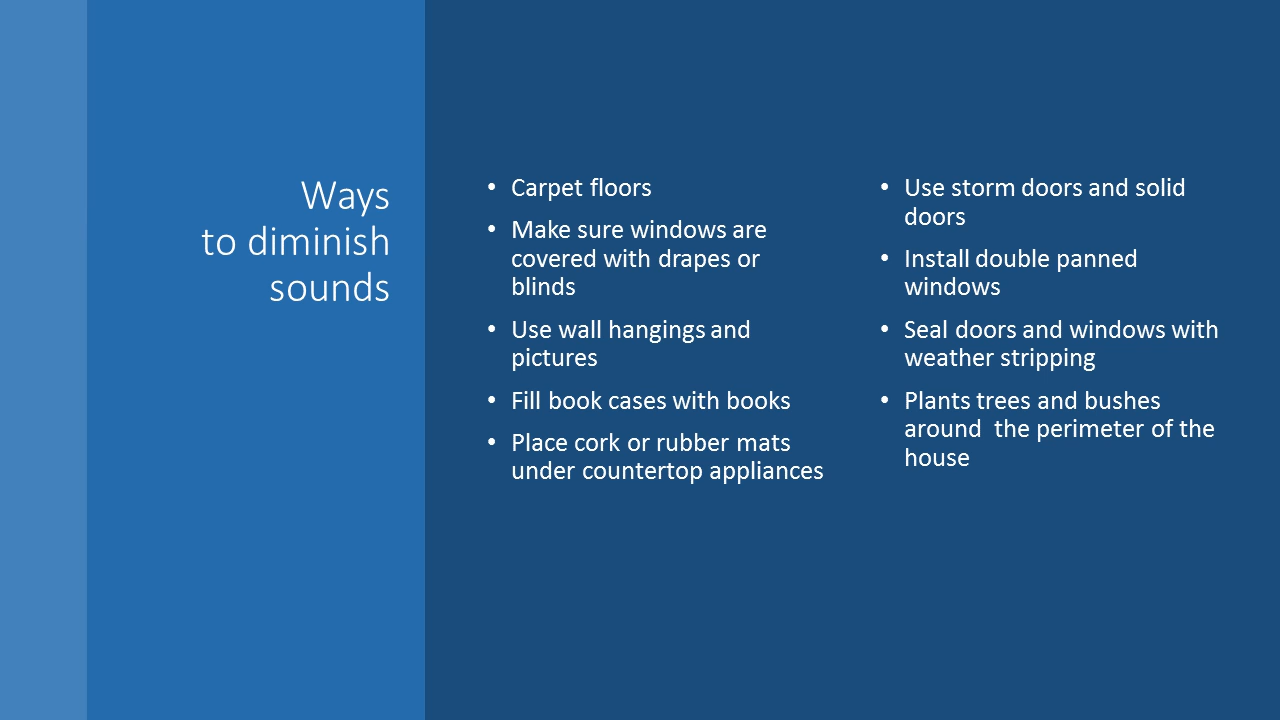 Ways
to diminish
sounds
• Carpet floors
• Make sure windows are
covered with drapes or
blinds
• Use wall hangings and
pictures
• Fill book cases with books
• Place cork or rubber mats
under countertop appliances
• Use storm doors and solid
doors
• Install double panned
windows
• Seal doors and windows with
weather stripping
• Plants trees and bushes
around  the perimeter of the
house